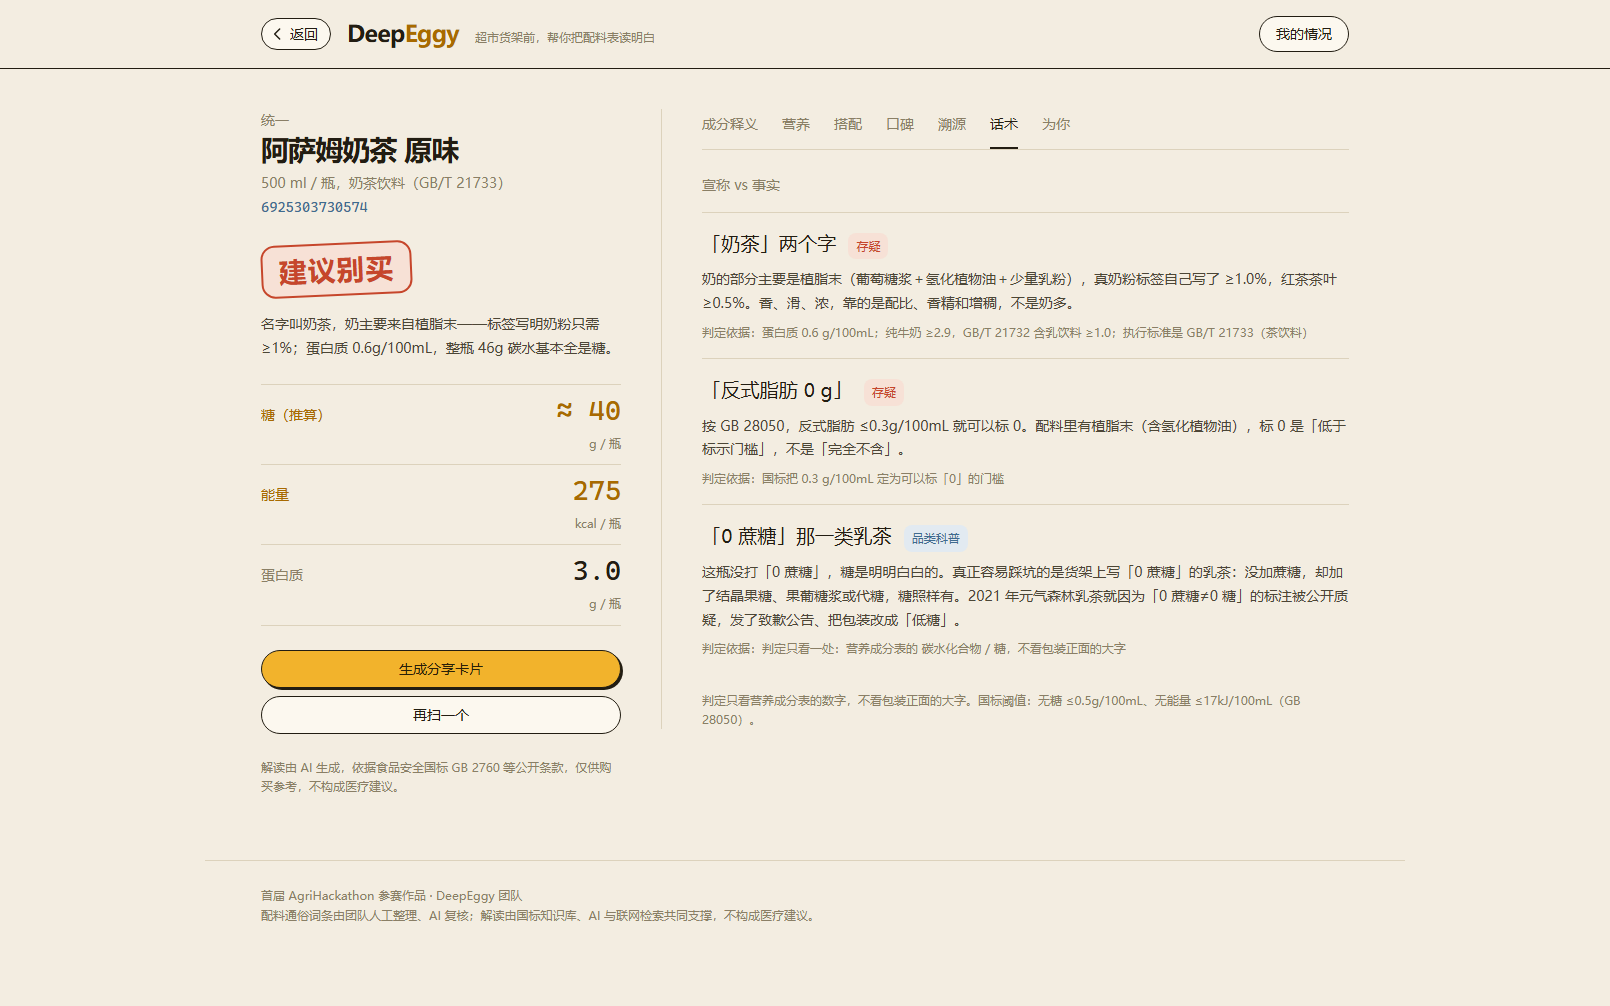 返回
DeepEggy
超市货架前，帮你把配料表读明白
我的情况
统一
阿萨姆奶茶 原味
500 ml / 瓶，奶茶饮料（GB/T 21733）
6925303730574
建议别买
名字叫奶茶，奶主要来自植脂末——标签写明奶粉只需
≥1%；蛋白质 0.6g/100mL，整瓶 46g 碳水基本全是糖。
糖（推算）
≈ 40
g / 瓶
能量
275
kcal / 瓶
蛋白质
3.0
g / 瓶
生成分享卡片
再扫一个
解读由 AI 生成，依据食品安全国标 GB 2760 等公开条款，仅供购
买参考，不构成医疗建议。
成分释义 营养 搭配 口碑 溯源 话术 为你
宣称 vs 事实
「奶茶」两个字 存疑
奶的部分主要是植脂末（葡萄糖浆＋氢化植物油＋少量乳粉），真奶粉标签自己写了 ≥1.0%，红茶茶叶
≥0.5%。香、滑、浓，靠的是配比、香精和增稠，不是奶多。
判定依据：蛋白质 0.6 g/100mL；纯牛奶 ≥2.9，GB/T 21732 含乳饮料 ≥1.0；执行标准是 GB/T 21733（茶饮料）
「反式脂肪 0 g」 存疑
按 GB 28050，反式脂肪 ≤0.3g/100mL 就可以标 0。配料里有植脂末（含氢化植物油），标 0 是「低于
标示门槛」，不是「完全不含」。
判定依据：国标把 0.3 g/100mL 定为可以标「0」的门槛
「0 蔗糖」那一类乳茶 品类科普
这瓶没打「0 蔗糖」，糖是明明白白的。真正容易踩坑的是货架上写「0 蔗糖」的乳茶：没加蔗糖，却加
了结晶果糖、果葡糖浆或代糖，糖照样有。2021 年元气森林乳茶就因为「0 蔗糖≠0 糖」的标注被公开质
疑，发了致歉公告、把包装改成「低糖」。
判定依据：判定只看一处：营养成分表的 碳水化合物 / 糖，不看包装正面的大字
判定只看营养成分表的数字，不看包装正面的大字。国标阈值：无糖 ≤0.5g/100mL、无能量 ≤17kJ/100mL（GB
28050）。
首届 AgriHackathon 参赛作品 · DeepEggy 团队
配料通俗词条由团队人工整理、AI 复核；解读由国标知识库、AI 与联网检索共同支撑，不构成医疗建议。